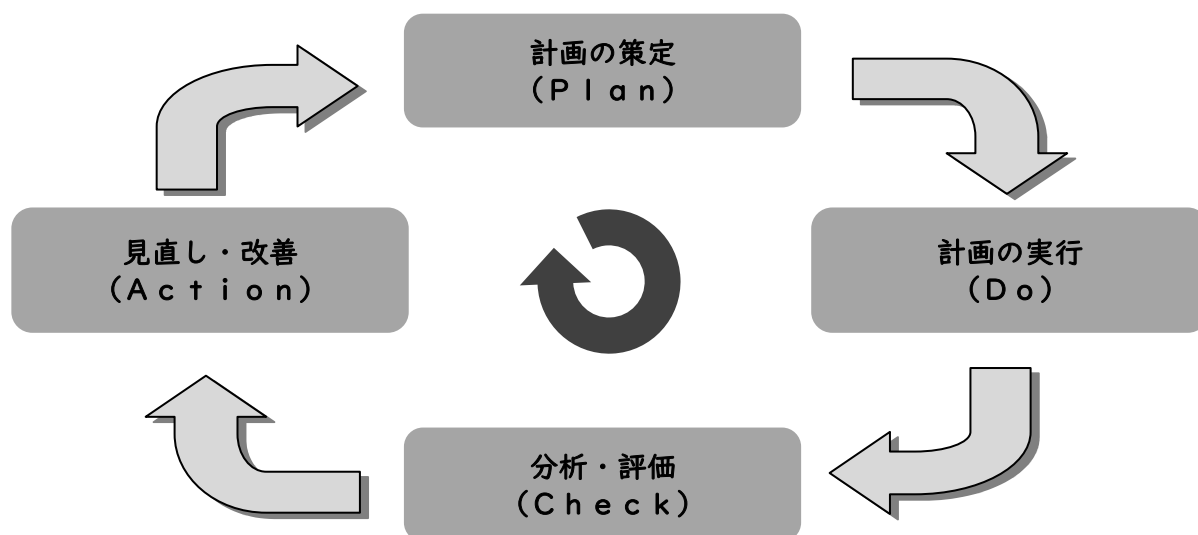 計画の策定
(Ｐｌａｎ)
計画の実行
(Ｄｏ)
分析・評価
(Ｃｈｅｃｋ)
見直し・改善
(Ａｃｔｉｏｎ)